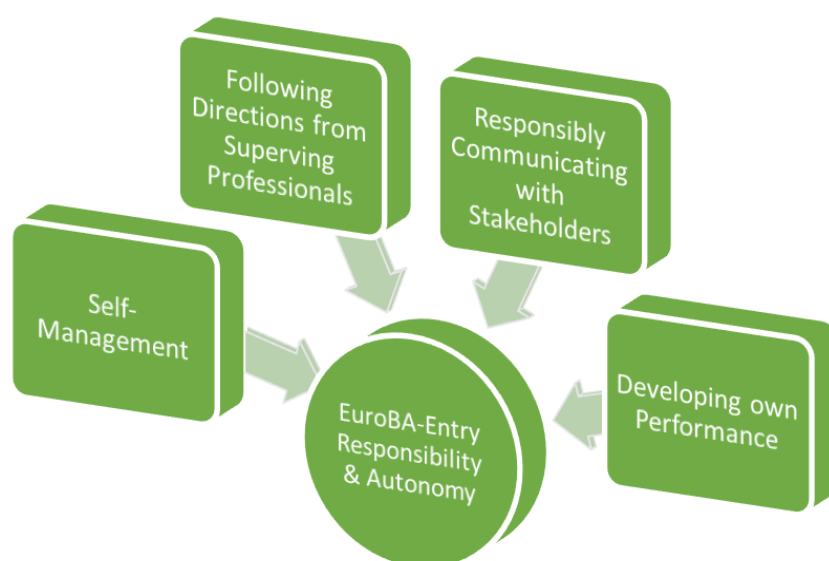 Following
Directions from
Superving
Professionals
Responsibly
Communicating
with
Stakeholders
Self-
Management
Developing own
Performance
EuroBA-Entry
Responsibility
& Autonomy